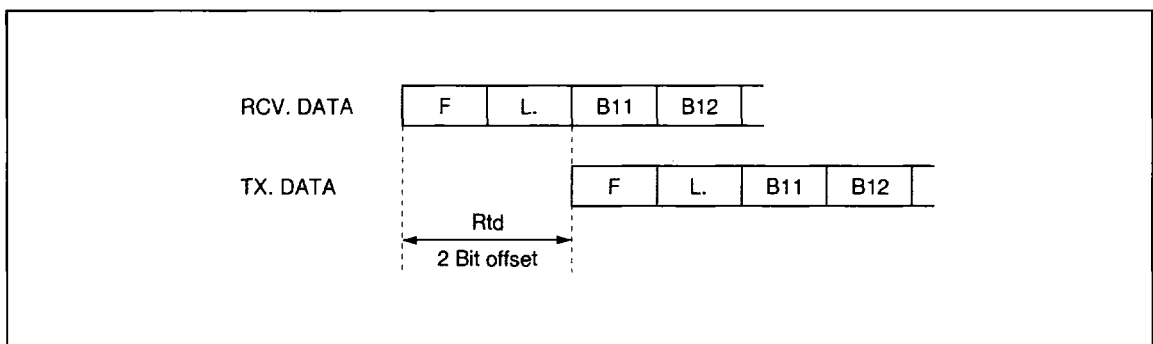 RCV. DATA F L. B11 B12
TX. DATA F L. B11 B12
Rtd
2 Bit offset